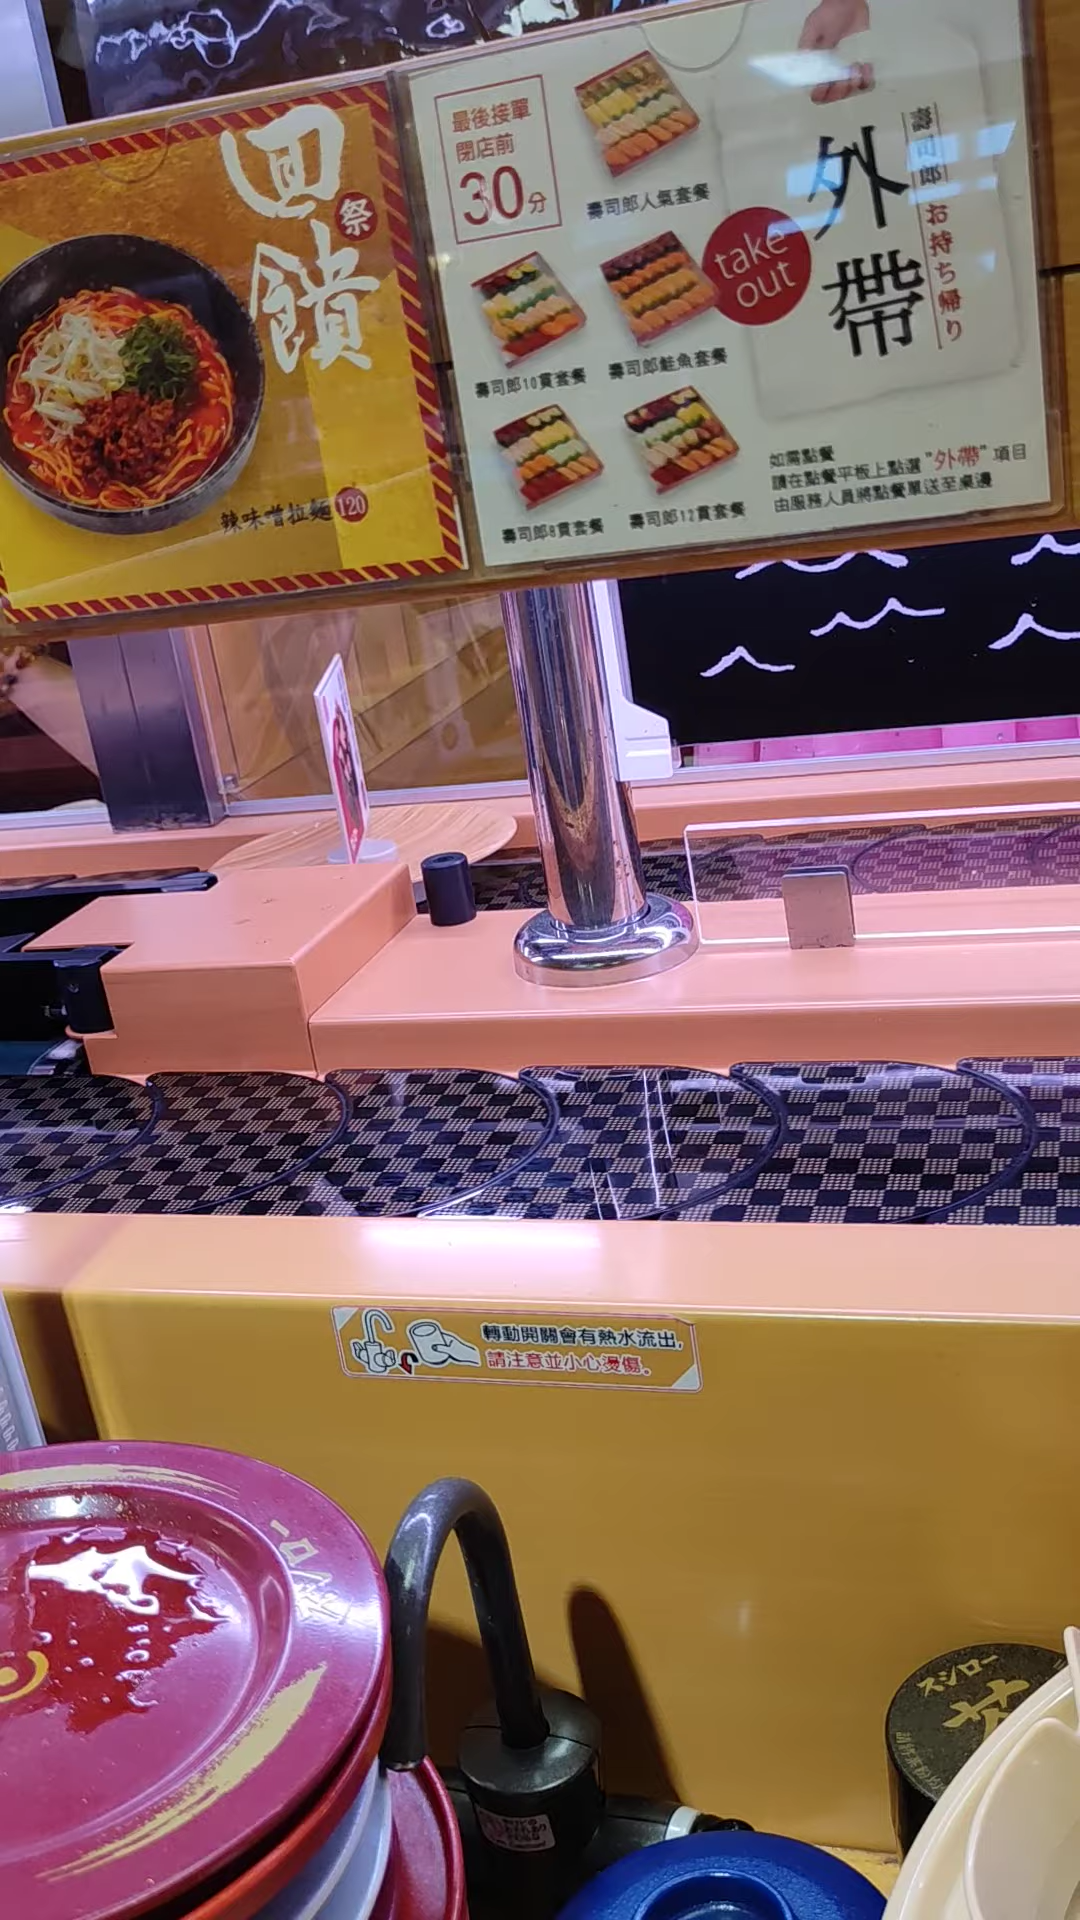 回饋
祭
辣味噌拉麵 120
最後接單
閉店前
30分
壽司郎人氣套餐
壽司郎10貫套餐
壽司郎鮭魚套餐
壽司郎8貫套餐
壽司郎12貫套餐
take
out
外帶
壽司郎 お持ち帰り
如需點餐
請在點餐平板上點選"外帶"項目
由服務人員將點餐單送至桌邊
轉動開關會有熱水流出,
請注意並小心燙傷。
スシロー